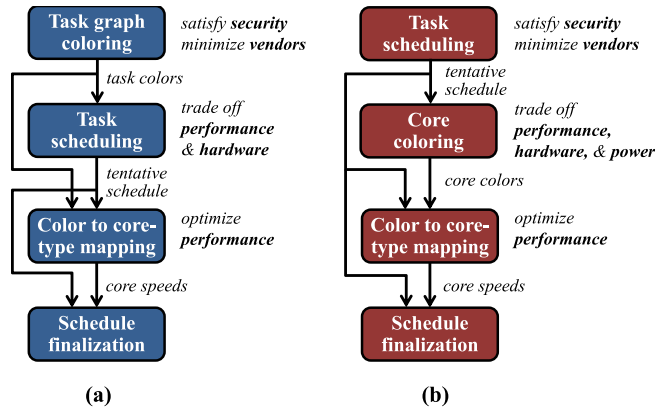 Task graph
coloring
satisfy security
minimize vendors
task colors
Task
scheduling
trade off
performance
& hardware
tentative
schedule
Color to core-
type mapping
optimize
performance
core speeds
Schedule
finalization
(a)
Task
scheduling
satisfy security
minimize vendors
tentative
schedule
Core
coloring
trade off
performance,
hardware, & power
core colors
Color to core-
type mapping
optimize
performance
core speeds
Schedule
finalization
(b)